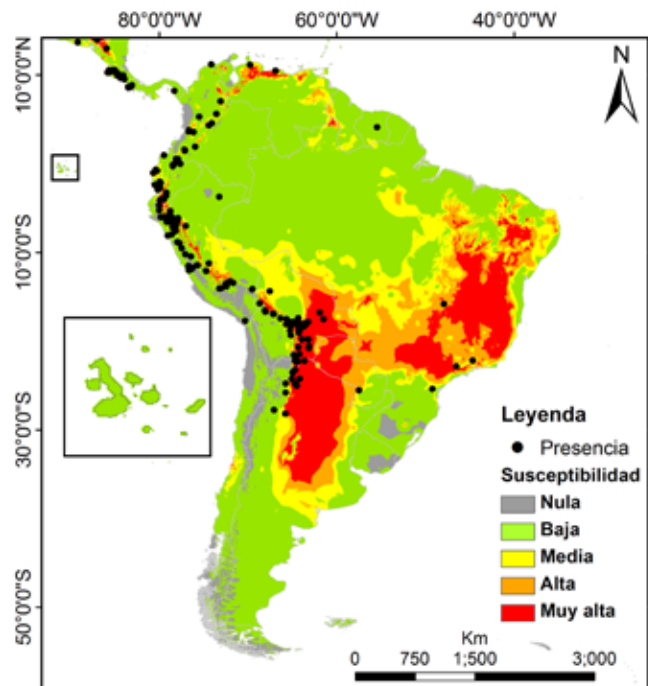 80°0'0"W 60°0'0"W 40°0'0"W
N
10°0'0"N
10°0'0"S
30°0'0"S
50°0'0"S
Leyenda
Presencia
Susceptibilidad
Nula
Baja
Media
Alta
Muy alta
Km
0 750 1:500 3;000